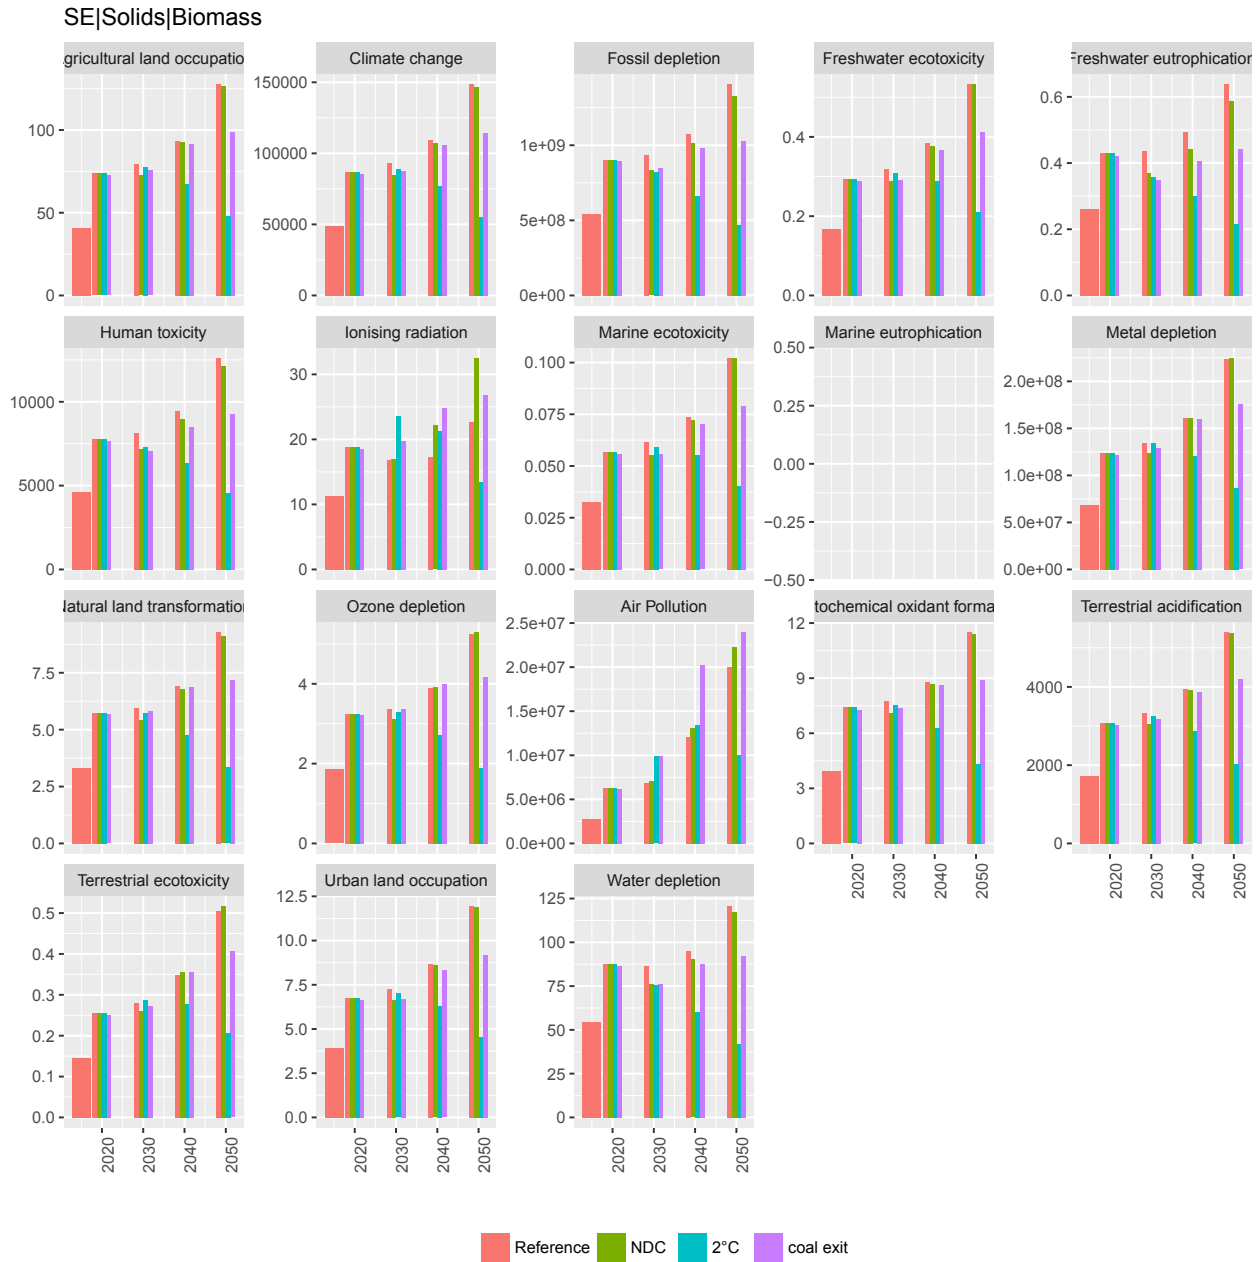 SE|Solids|Biomass
gricultural land occupatio
Climate change
Fossil depletion
Freshwater ecotoxicity
Freshwater eutrophication
100
50
0
150000
100000
50000
0
1e+09
5e+08
0e+00
0.4
0.2
0.0
0.6
0.4
0.2
0.0
Human toxicity
Ionising radiation
Marine ecotoxicity
Marine eutrophication
Metal depletion
10000
5000
0
30
20
10
0
0.100
0.075
0.050
0.025
0.000
0.50
0.25
0.00
−0.25
−0.50
2.0e+08
1.5e+08
1.0e+08
5.0e+07
0.0e+00
Natural land transformation
Ozone depletion
Air Pollution
tochemical oxidant forma
Terrestrial acidification
7.5
5.0
2.5
0.0
4
2
0
2.5e+07
2.0e+07
1.5e+07
1.0e+07
5.0e+06
0.0e+00
12
9
6
3
0
4000
2000
0
2020 2030 2040 2050
2020 2030 2040 2050
Terrestrial ecotoxicity
Urban land occupation
Water depletion
0.5
0.4
0.3
0.2
0.1
0.0
12.5
10.0
7.5
5.0
2.5
0.0
125
100
75
50
25
0
2020 2030 2040 2050
2020 2030 2040 2050
2020 2030 2040 2050
Reference NDC 2°C coal exit